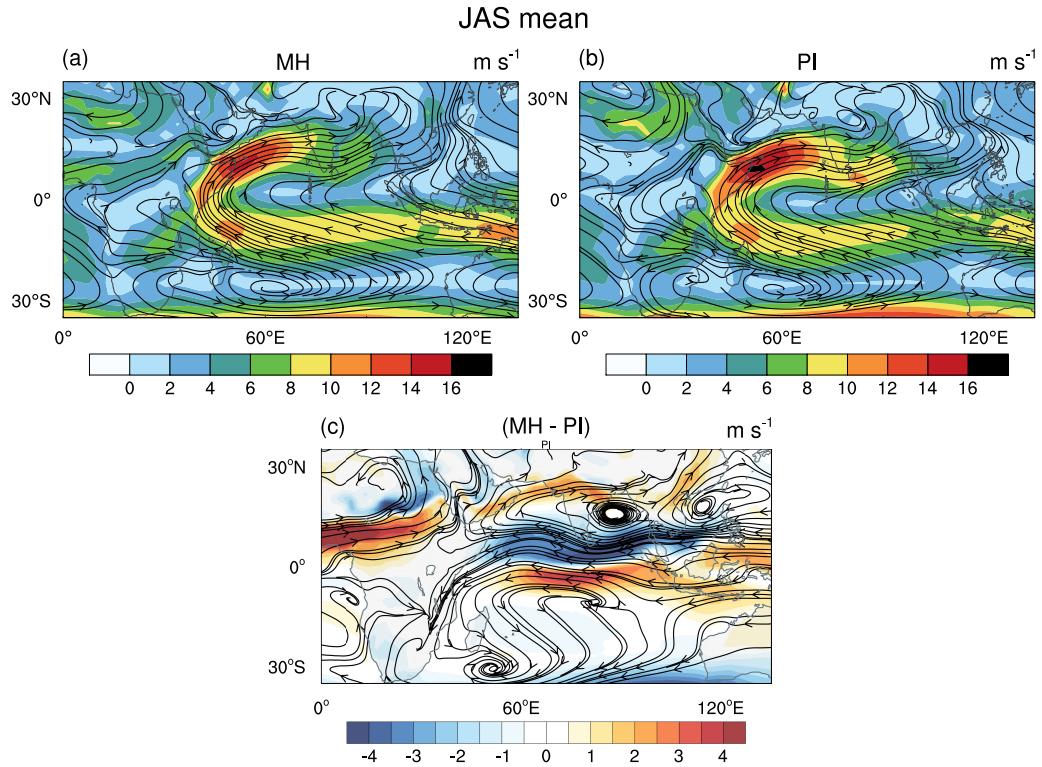 JAS mean
(a) MH m s⁻¹
(b) PI m s⁻¹
30°N
0°
30°S
0° 60°E 120°E
30°N
0°
30°S
0° 60°E 120°E
0 2 4 6 8 10 12 14 16
0 2 4 6 8 10 12 14 16
(c) (MH - PI) m s⁻¹
PI
30°N
0°
30°S
0° 60°E 120°E
-4 -3 -2 -1 0 1 2 3 4